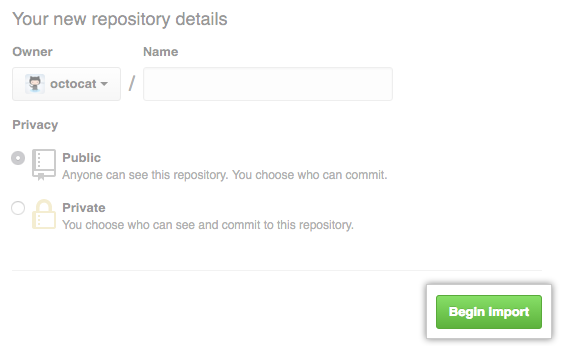 Your new repository details
Owner Name
octocat /
Privacy
Public
Anyone can see this repository. You choose who can commit.
Private
You choose who can see and commit to this repository.
Begin Import